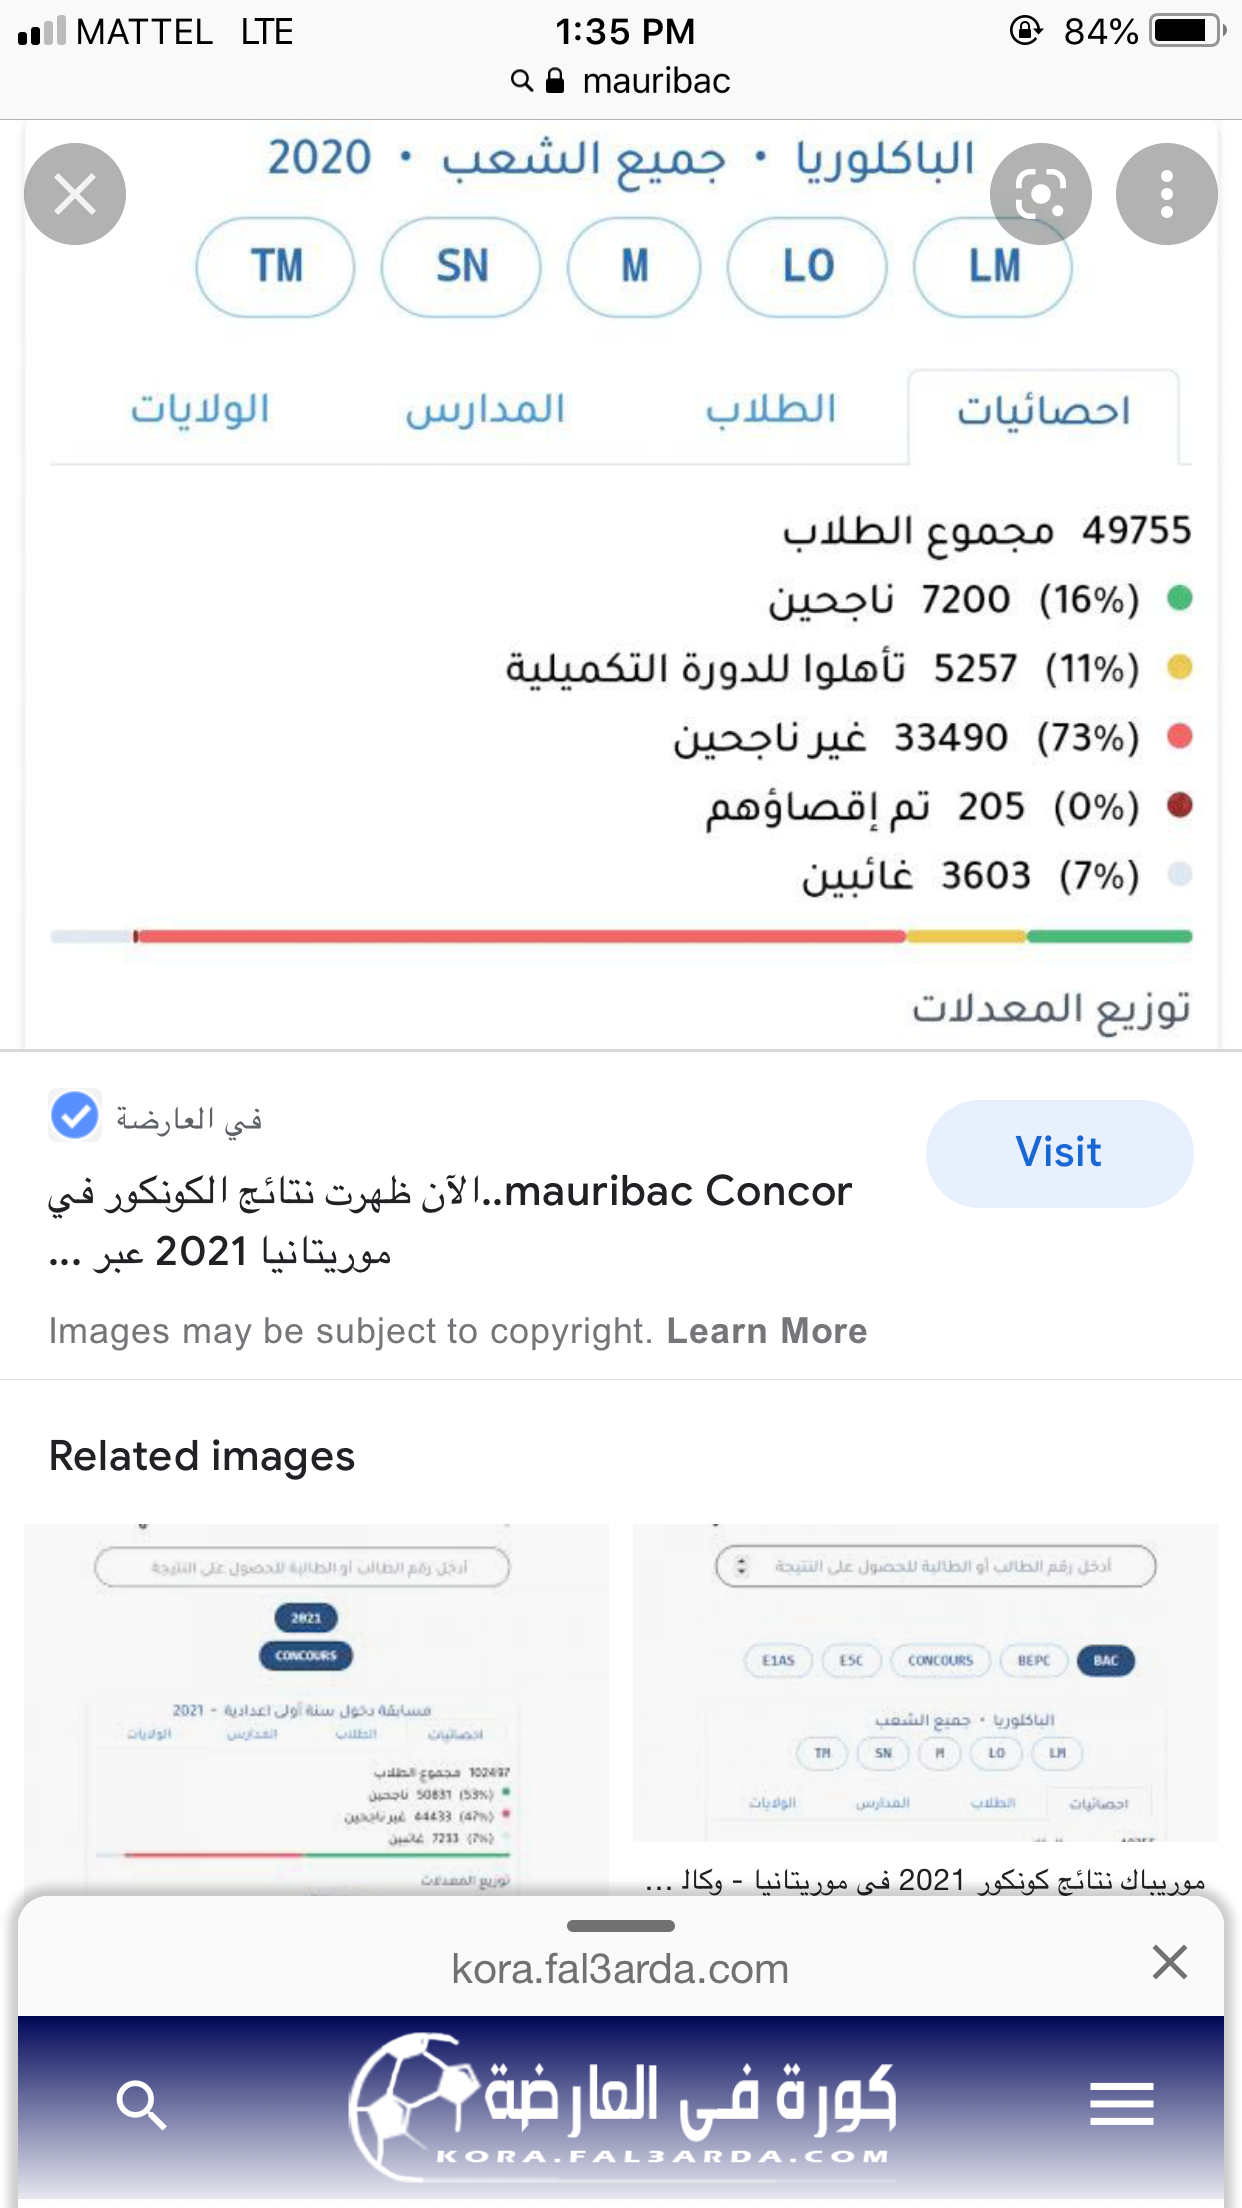 MATTEL LTE 1:35 PM 84%
mauribac
الباكلوريا • جميع الشعب • 2020
TM SN M LO LM
احصائيات الطلاب المدارس الولايات
49755 مجموع الطلاب
(16%) 7200 ناجحين
(11%) 5257 تأهلوا للدورة التكميلية
(73%) 33490 غير ناجحين
(0%) 205 تم إقصاؤهم
(7%) 3603 غائبين
توزيع المعدلات
في العارضة
Visit
mauribac Concor..الآن ظهرت نتائج الكونكور في
موريتانيا 2021 عبر ...
Images may be subject to copyright. Learn More
Related images
أدخل رقم الطالب أو الطالبة للحصول على النتيجة
2021
CONCOURS
مسابقة دخول سنة أولى اعدادية - 2021
احصائيات الطلاب المدارس الولايات
102497 مجموع الطلاب
(53%) 50831 ناجحين
(47%) 44433 غير ناجحين
(7%) 7233 غائبين
توزيع المعدلات
أدخل رقم الطالب أو الطالبة للحصول على النتيجة
E1AS ESC CONCOURS BEPC BAC
الباكلوريا • جميع الشعب
TM SN M LO LM
احصائيات الطلاب المدارس الولايات
موريباك نتائج كونكور 2021 في موريتانيا - وكال ...
kora.fal3arda.com
كورة في العارضة
KORA.FAL3ARDA.COM